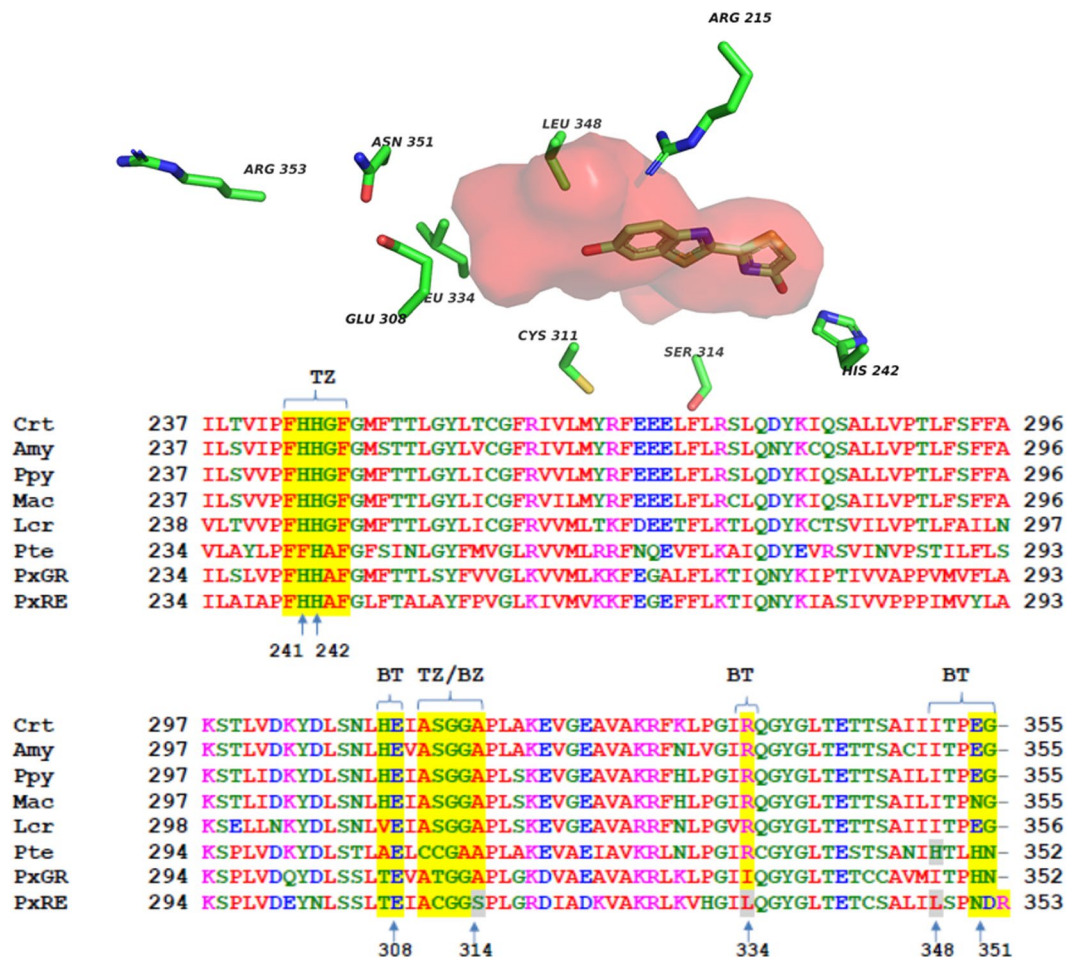 ARG 215
LEU 348
ASN 351
ARG 353
EU 334
GLU 308
CYS 311
SER 314
HIS 242
TZ
Crt 237 ILTVIPFHHGFGMFTTLGYLTCGFRIVLMYRFEEELFLRSLQDYKIQSALLVPTLFSFFA 296
Amy 237 ILSVIPFHHGFGMSTTLGYLVCGFRIVLMYRFEEELFLRSLQNYKCQSALLVPTLFSFFA 296
Ppy 237 ILSVVPFHHGFGMFTTLGYLICGFRIVLMYRFEEELFLRSLQDYKIQSALLVPTLFSFFA 296
Mac 237 ILSVVPFHHGFGMFTTLGYLICGFRVILMYRFEEELFLRCLQDYKIQSAILVPTLFSFFA 296
Lcr 238 VLTVVPFHHGFGMFTTLGYLICGFRVVMLTKFDEETFLKTLQDYKCTSVILVPTLFAILN 297
Pte 234 VLAYLPFFHAFGFSINLGYFMVGLRVVMLRRFNQEVFLKAIQDYEVRSVINVPSTILFLS 293
PxGR 234 ILSLVPFHHAFGMFTTLSYFVVGLKVVMLKKFEGALFLKTIQNYKIPTIVVAPPVMVFLA 293
PxRE 234 ILAIAPFHHAFGLFTALAYFPVGLKIVMVKKFEGEFFLKTIQNYKIASIVVPPPIMVYLA 293
241 242
BT TZ/BZ BT BT
Crt 297 KSTLVDKYDLSNLHEIASGGAPLAKEVGEAVAKRFKLPGIRQGYGLTETTSAIIITPEG- 355
Amy 297 KSTLVDKYDLSNLHEVASGGAPLAKEVGEAVAKRFNLVGIRQGYGLTETTSACIITPEG- 355
Ppy 297 KSTLIDKYDLSNLHEIASGGAPLSKEVGEAVAKRFHLPGIRQGYGLTETTSAILITPEG- 355
Mac 297 KSTLIDKYDLSNLHEIASGGAPLSKEVGEAVAKRFHLPGIRQGYGLTETTSAILITPNG- 355
Lcr 298 KSELLNKYDLSNLVEIASGGAPLSKEVGEAVAKRFNLPGVRQGYGLTETTSAIIITPEG- 356
Pte 294 KSPLVDKYDLSTLAELCCGAAPLAKEVAEIAVKRLNLPGIRCGYGLTESTSANIHTLHN- 352
PxGR 294 KSPLVDQYDLSSLTEVATGGAPLGKDVAEAVAKRLKLPGIIQGYGLTETCCAVMITPHN- 352
PxRE 294 KSPLVDEYNLSSLTEIACGGSPLGRDIADKVAKRLKVHGILQGYGLTETCSALILSPNDR 353
308 314 334 348 351